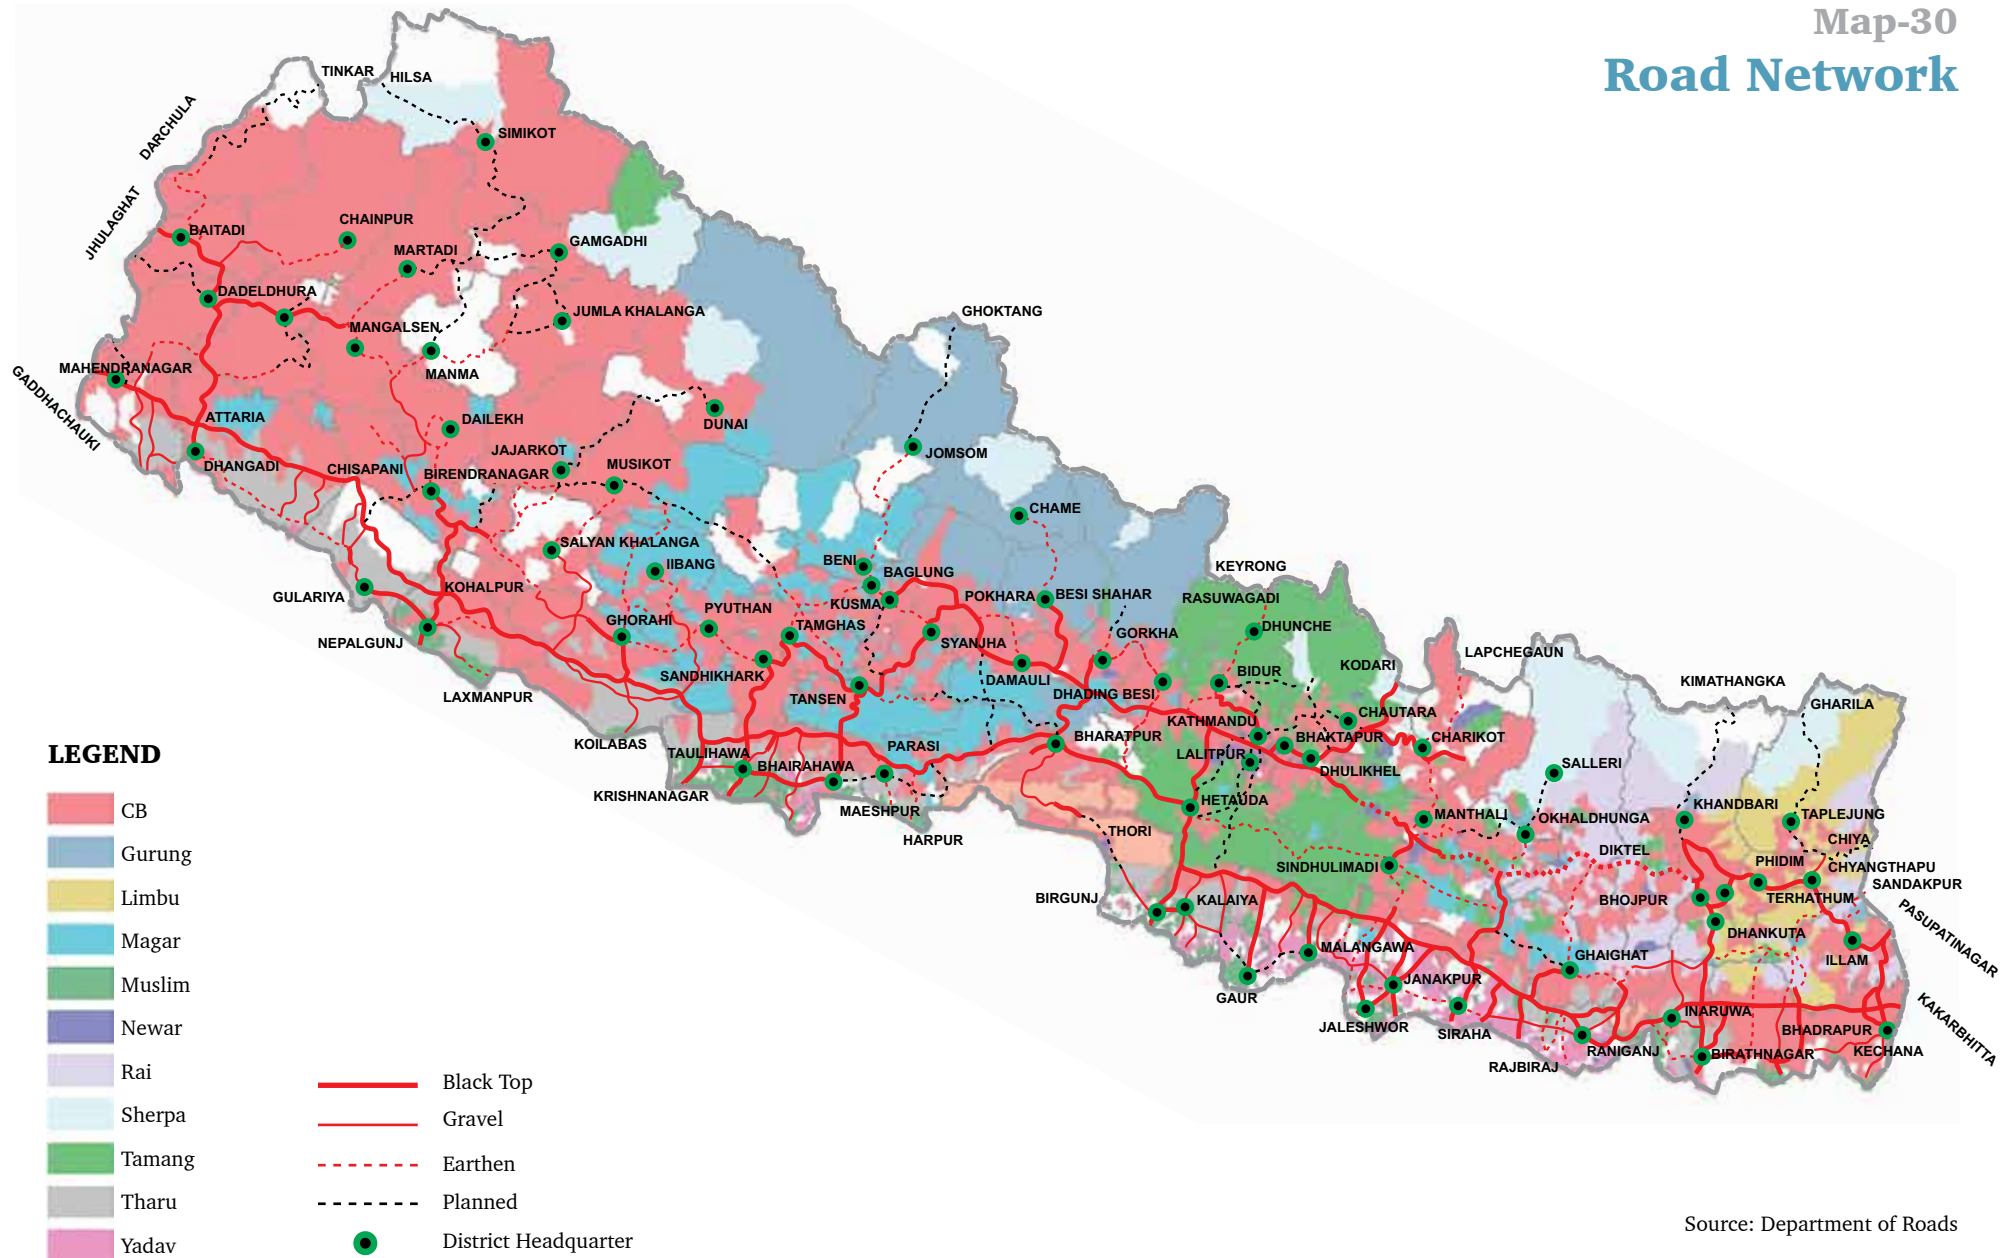 Map-30
Road Network
TINKAR
HILSA
DARCHULA
SIMIKOT
JHULAGHAT
BAITADI
CHAINPUR
MARTADI
GAMGADHI
DADELDHURA
MANGALSEN
JUMLA KHALANGA
GHOKTANG
MAHENDRANAGAR
MANMA
GADDHACHAUKI
ATTARIA
DAILEKH
DUNAI
DHANGADI
CHISAPANI
JAJARKOT
BIRENDRANAGAR
MUSIKOT
JOMSOM
CHAME
SALYAN KHALANGA
IIBANG
BENI
BAGLUNG
KEYRONG
GULARIYA
KOHALPUR
KUSMA
POKHARA
BESI SHAHAR
RASUWAGADI
PYUTHAN
GHORAHI
TAMGHAS
GORKHA
DHUNCHE
NEPALGUNJ
SYANJHA
LAPCHEGAUN
SANDHIKHARK
DAMAULI
BIDUR
KODARI
LAXMANPUR
TANSEN
DHADING BESI
KIMATHANGKA
GHARILA
KOILABAS
KATHMANDU
CHAUTARA
BHARATPUR
BHAKTAPUR
CHARIKOT
TAULIHAWA
PARASI
LALITPUR
BHAIRAHAWA
DHULIKHEL
SALLERI
KRISHNANAGAR
MAESHPUR
HETAUDA
KHANDBARI
HARPUR
THORI
MANTHALI
OKHALDHUNGA
TAPLEJUNG
CHIYA
DIKTEL
PHIDIM
CHYANGTHAPU
SINDHULIMADI
SANDAKPUR
BIRGUNJ
KALAIYA
BHOJPUR
TERHATHUM
PASUPATINAGAR
DHANKUTA
MALANGAWA
GHAIGHAT
ILLAM
GAUR
JANAKPUR
KAKARBHITTA
JALESHWOR
SIRAHA
INARUWA
BHADRAPUR
RAJBIRAJ
RANIGANJ
BIRATHNAGAR
KECHANA
LEGEND
CB
Gurung
Limbu
Magar
Muslim
Newar
Rai
Sherpa
Tamang
Tharu
Yadav
Black Top
Gravel
Earthen
Planned
District Headquarter
Source: Department of Roads